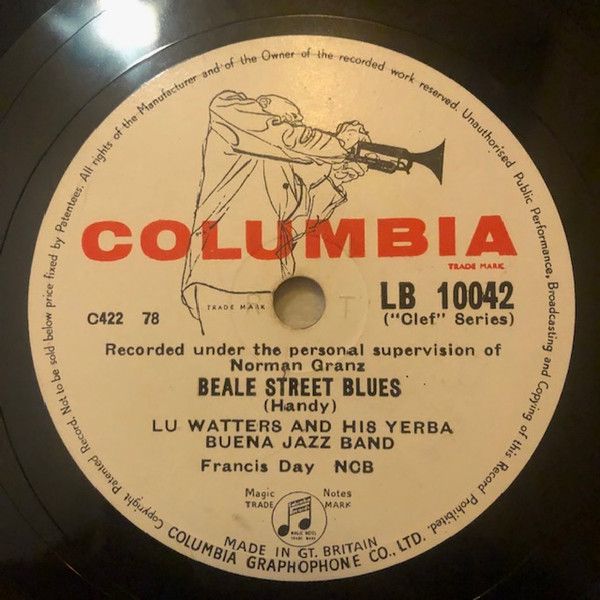 Copyright Patented Record. Not to be sold below price fixed by Patentees. All rights of the Manufacturer and of the Owner of the recorded work reserved. Unauthorised Public Performance, Broadcasting and Copying of this Record Prohibited.
COLUMBIA
TRADE MARK
TRADE MARK
T
LB 10042
C422 78
("Clef" Series)
Recorded under the personal supervision of
Norman Granz
BEALE STREET BLUES
(Handy)
LU WATTERS AND HIS YERBA
BUENA JAZZ BAND
Francis Day NCB
Magic Notes
TRADE MARK
MAGIC NOTES
TRADE MARK
MADE IN GT. BRITAIN
COLUMBIA GRAPHOPHONE CO., LTD.